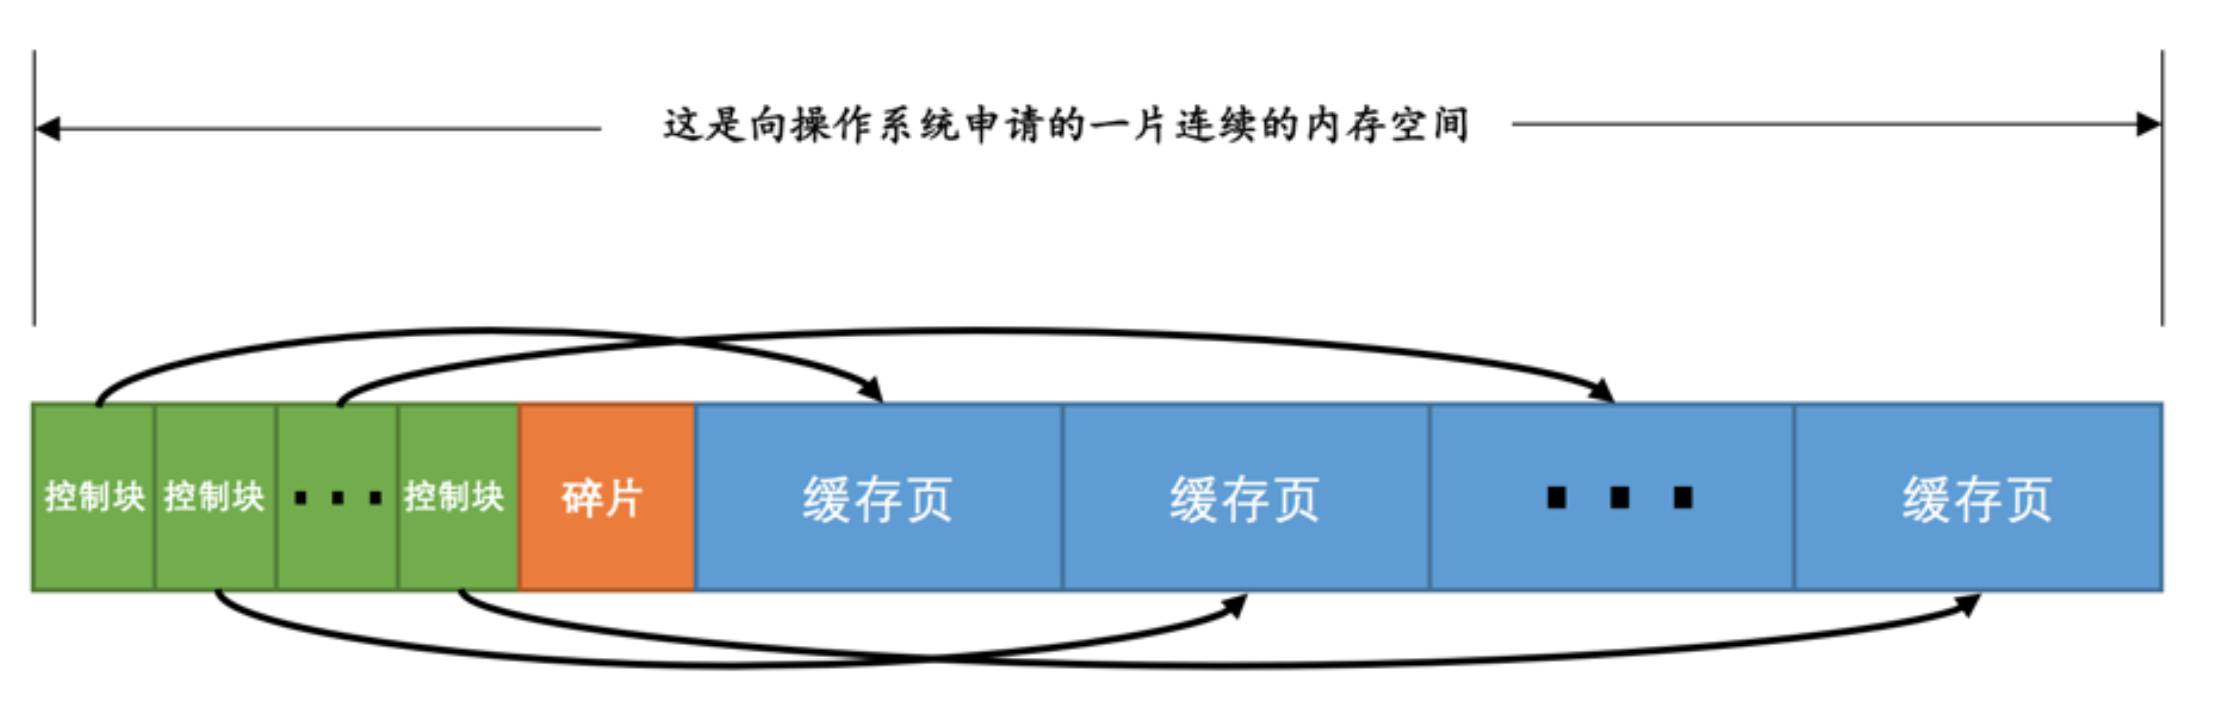 这是向操作系统申请的一片连续的内存空间
控制块 控制块 ··· 控制块 碎片 缓存页 缓存页 ··· 缓存页